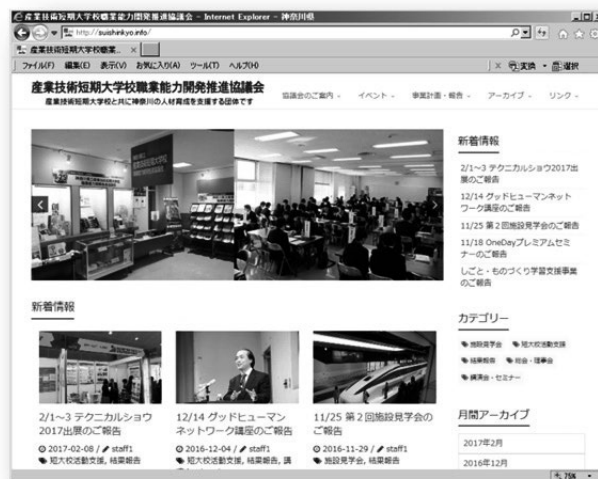 産業技術短期大学校職業能力開発推進協議会 - Internet Explorer - 神奈川県
http://suishinkyo.info/
産業技術短期大学校職業...
ファイル(F) 編集(E) 表示(V) お気に入り(A) ツール(T) ヘルプ(H)
変換 選択
産業技術短期大学校職業能力開発推進協議会
産業技術短期大学校と共に神奈川の人材育成を支援する団体です
協議会のご案内 イベント 事業計画・報告 アーカイブ リンク
新着情報
2/1~3 テクニカルショウ2017出
展のご報告
12/14 グッドヒューマンネット
ワーク講座のご報告
11/25 第2回施設見学会のご報告
11/18 OneDayプレミアムセミ
ナーのご報告
しごと・ものづくり学習支援事業
のご報告
新着情報
2/1~3 テクニカルショウ
2017出展のご報告
2017-02-08 / staff1
短大校活動支援, 結果報告
12/14 グッドヒューマン
ネットワーク講座のご報告
2016-12-04 / staff1
短大校活動支援, 結果報告, 講
11/25 第2回施設見学会の
ご報告
2016-11-29 / staff1
施設見学会, 結果報告
カテゴリー
施設見学会 短大校活動支援
結果報告 総会・理事会
講演会・セミナー
月間アーカイブ
2017年2月
2016年12月
75%